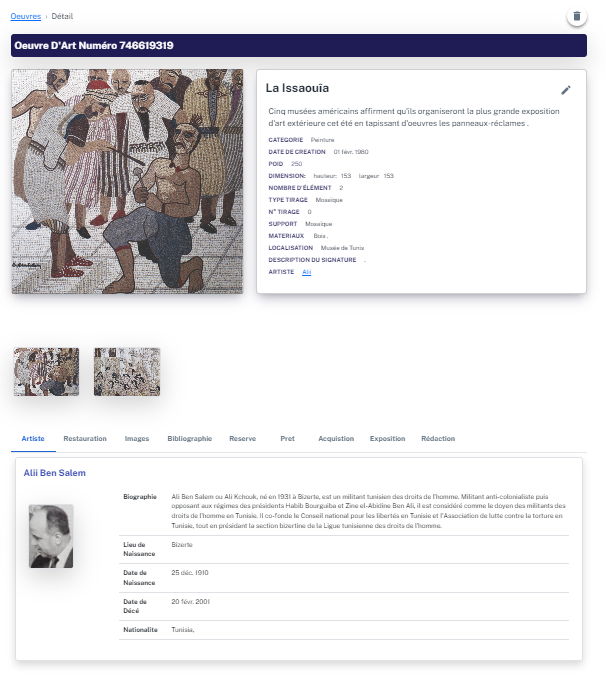 Oeuvres › Détail
Oeuvre D'Art Numéro 746619319
La Issaouîa
Cinq musées américains affirment qu'ils organiseront la plus grande exposition
d'art extérieure cet été en tapissant d'oeuvres les panneaux-réclames .
CATEGORIE Peinture
DATE DE CREATION 01 févr. 1980
POID 250
DIMENSION: hauteur: 153 largeur 153
NOMBRE D'ÉLÉMENT 2
TYPE TIRAGE Mosaïque
N° TIRAGE 0
SUPPORT Mosaïque
MATERIAUX Bois .
LOCALISATION Musée de Tunis
DESCRIPTION DU SIGNATURE .
ARTISTE Alii
Artiste Restauration Images Bibliographie Reserve Pret Acquistion Exposition Rédaction
Alii Ben Salem
Biographie Ali Ben Salem ou Ali Kchouk, né en 1931 à Bizerte, est un militant tunisien des droits de l'homme. Militant anti-colonialiste puis
opposant aux régimes des présidents Habib Bourguiba et Zine el-Abidine Ben Ali, il est considéré comme le doyen des militants des
droits de l'homme en Tunisie. Il co-fonde le Conseil national pour les libertés en Tunisie et l'Association de lutte contre la torture en
Tunisie, tout en présidant la section bizertine de la Ligue tunisienne des droits de l'homme.
Lieu de Bizerte
Naissance
Date de 25 déc. 1910
Naissance
Date de 20 févr. 2001
Décé
Nationalite Tunisia,